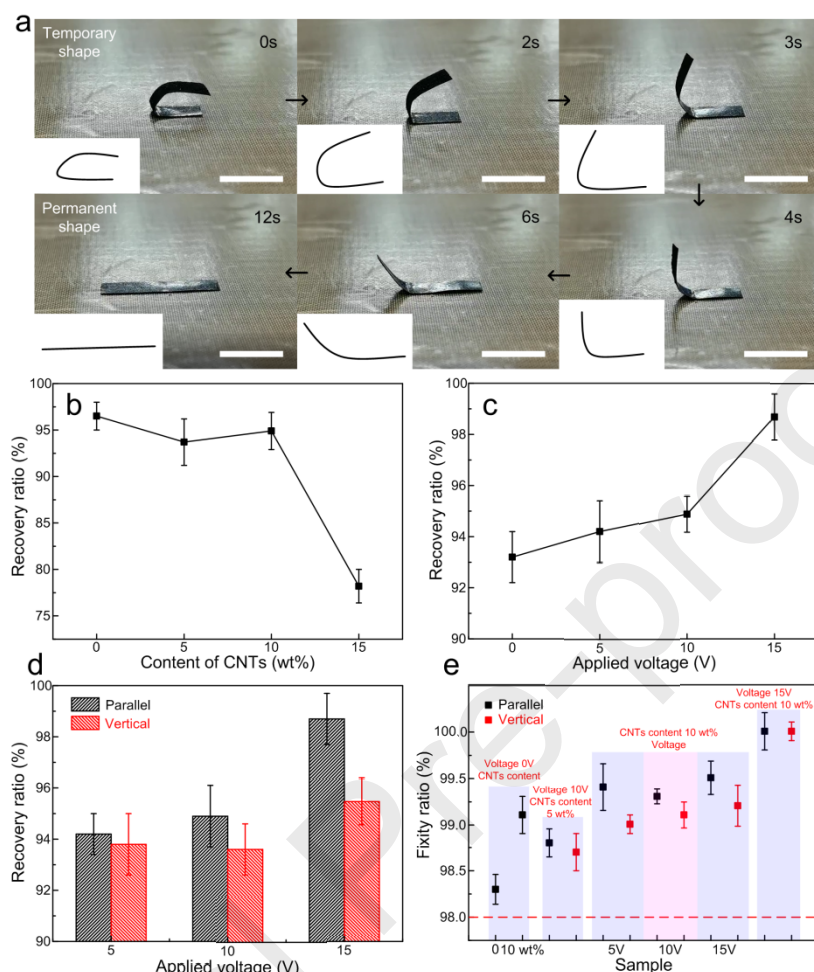 a
Temporary
shape
0s
2s
3s
Permanent
shape
12s
6s
4s
b
Recovery ratio (%)
100
95
90
85
80
75
0
5
10
15
Content of CNTs (wt%)
c
Recovery ratio (%)
100
98
96
94
92
90
0
5
10
15
Applied voltage (V)
d
Parallel
Vertical
Recovery ratio (%)
100
98
96
94
92
90
5
10
15
Applied voltage (V)
e
Parallel
Vertical
Voltage 0V
CNTs content
Voltage 10V
CNTs content
5 wt%
CNTs content 10 wt%
Voltage
Voltage 15V
CNTs content 10 wt%
Fixity ratio (%)
100.0
99.5
99.0
98.5
98.0
0 10 wt%
5V
10V
15V
Sample
Pre-proo